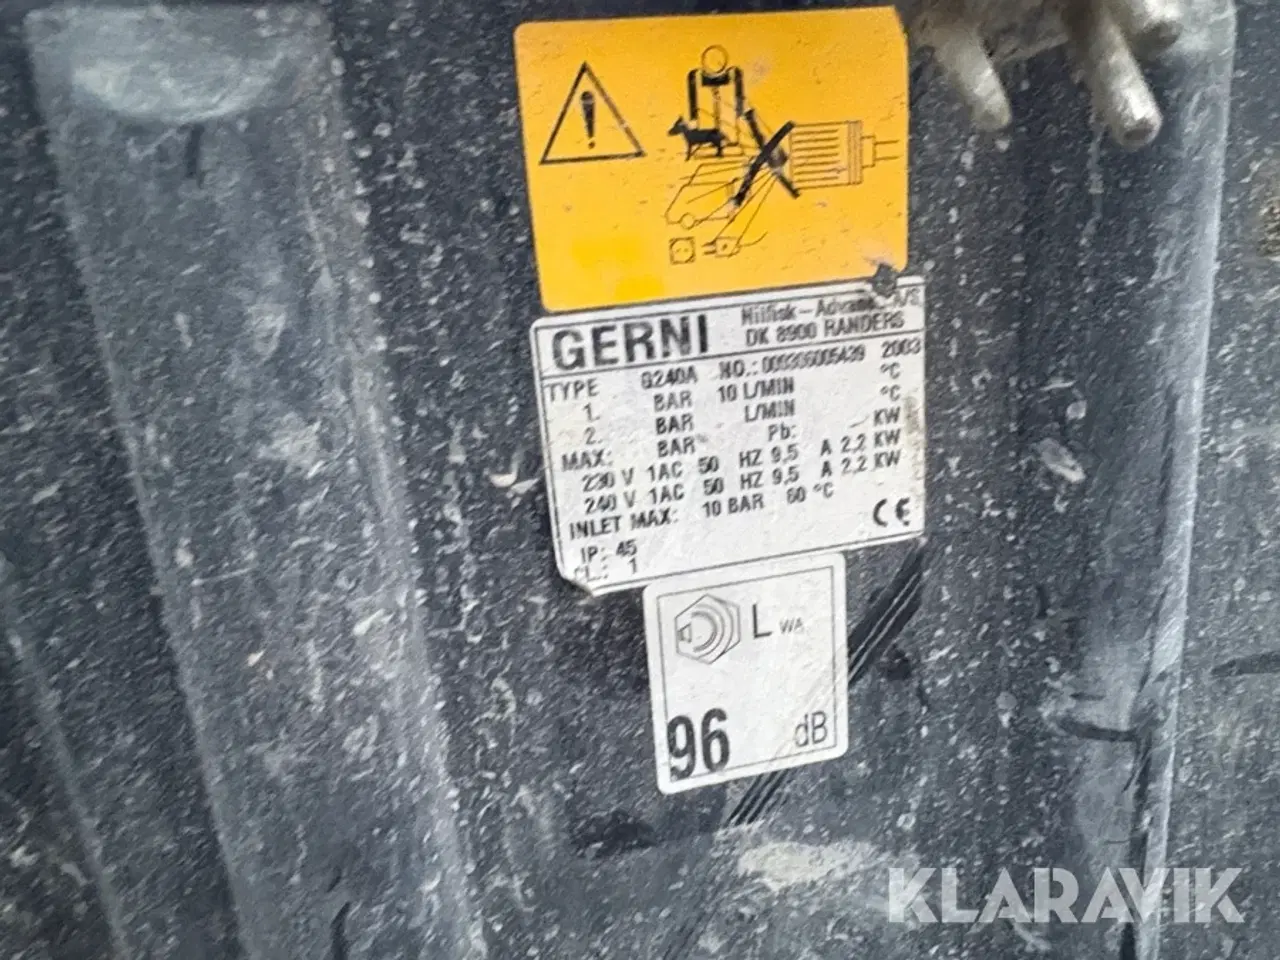 GERNI Nilfisk-Advance A/S
DK 8900 RANDERS
TYPE G240A NO.: 009306005439 2003
1. BAR 10 L/MIN °C
2. BAR L/MIN °C
MAX: BAR Pb: KW
230 V 1AC 50 HZ 9,5 A 2,2 KW
240 V 1AC 50 HZ 9,5 A 2,2 KW
INLET MAX: 10 BAR 60 °C
IP: 45
CL.: 1
CE
L WA
96 dB
KLARAVIK